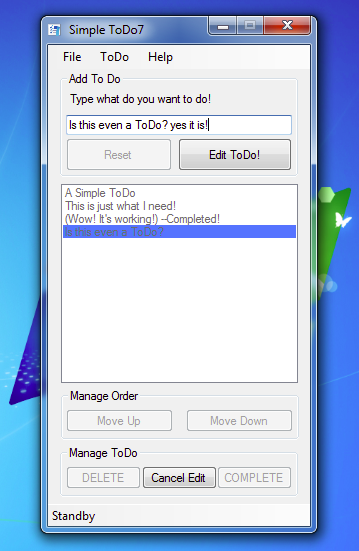 Simple ToDo7
File ToDo Help
Add To Do
Type what do you want to do!
Is this even a ToDo? yes it is!
Reset Edit ToDo!
A Simple ToDo
This is just what I need!
(Wow! It's working!) --Completed!
Is this even a ToDo?
Manage Order
Move Up Move Down
Manage ToDo
DELETE Cancel Edit COMPLETE
Standby